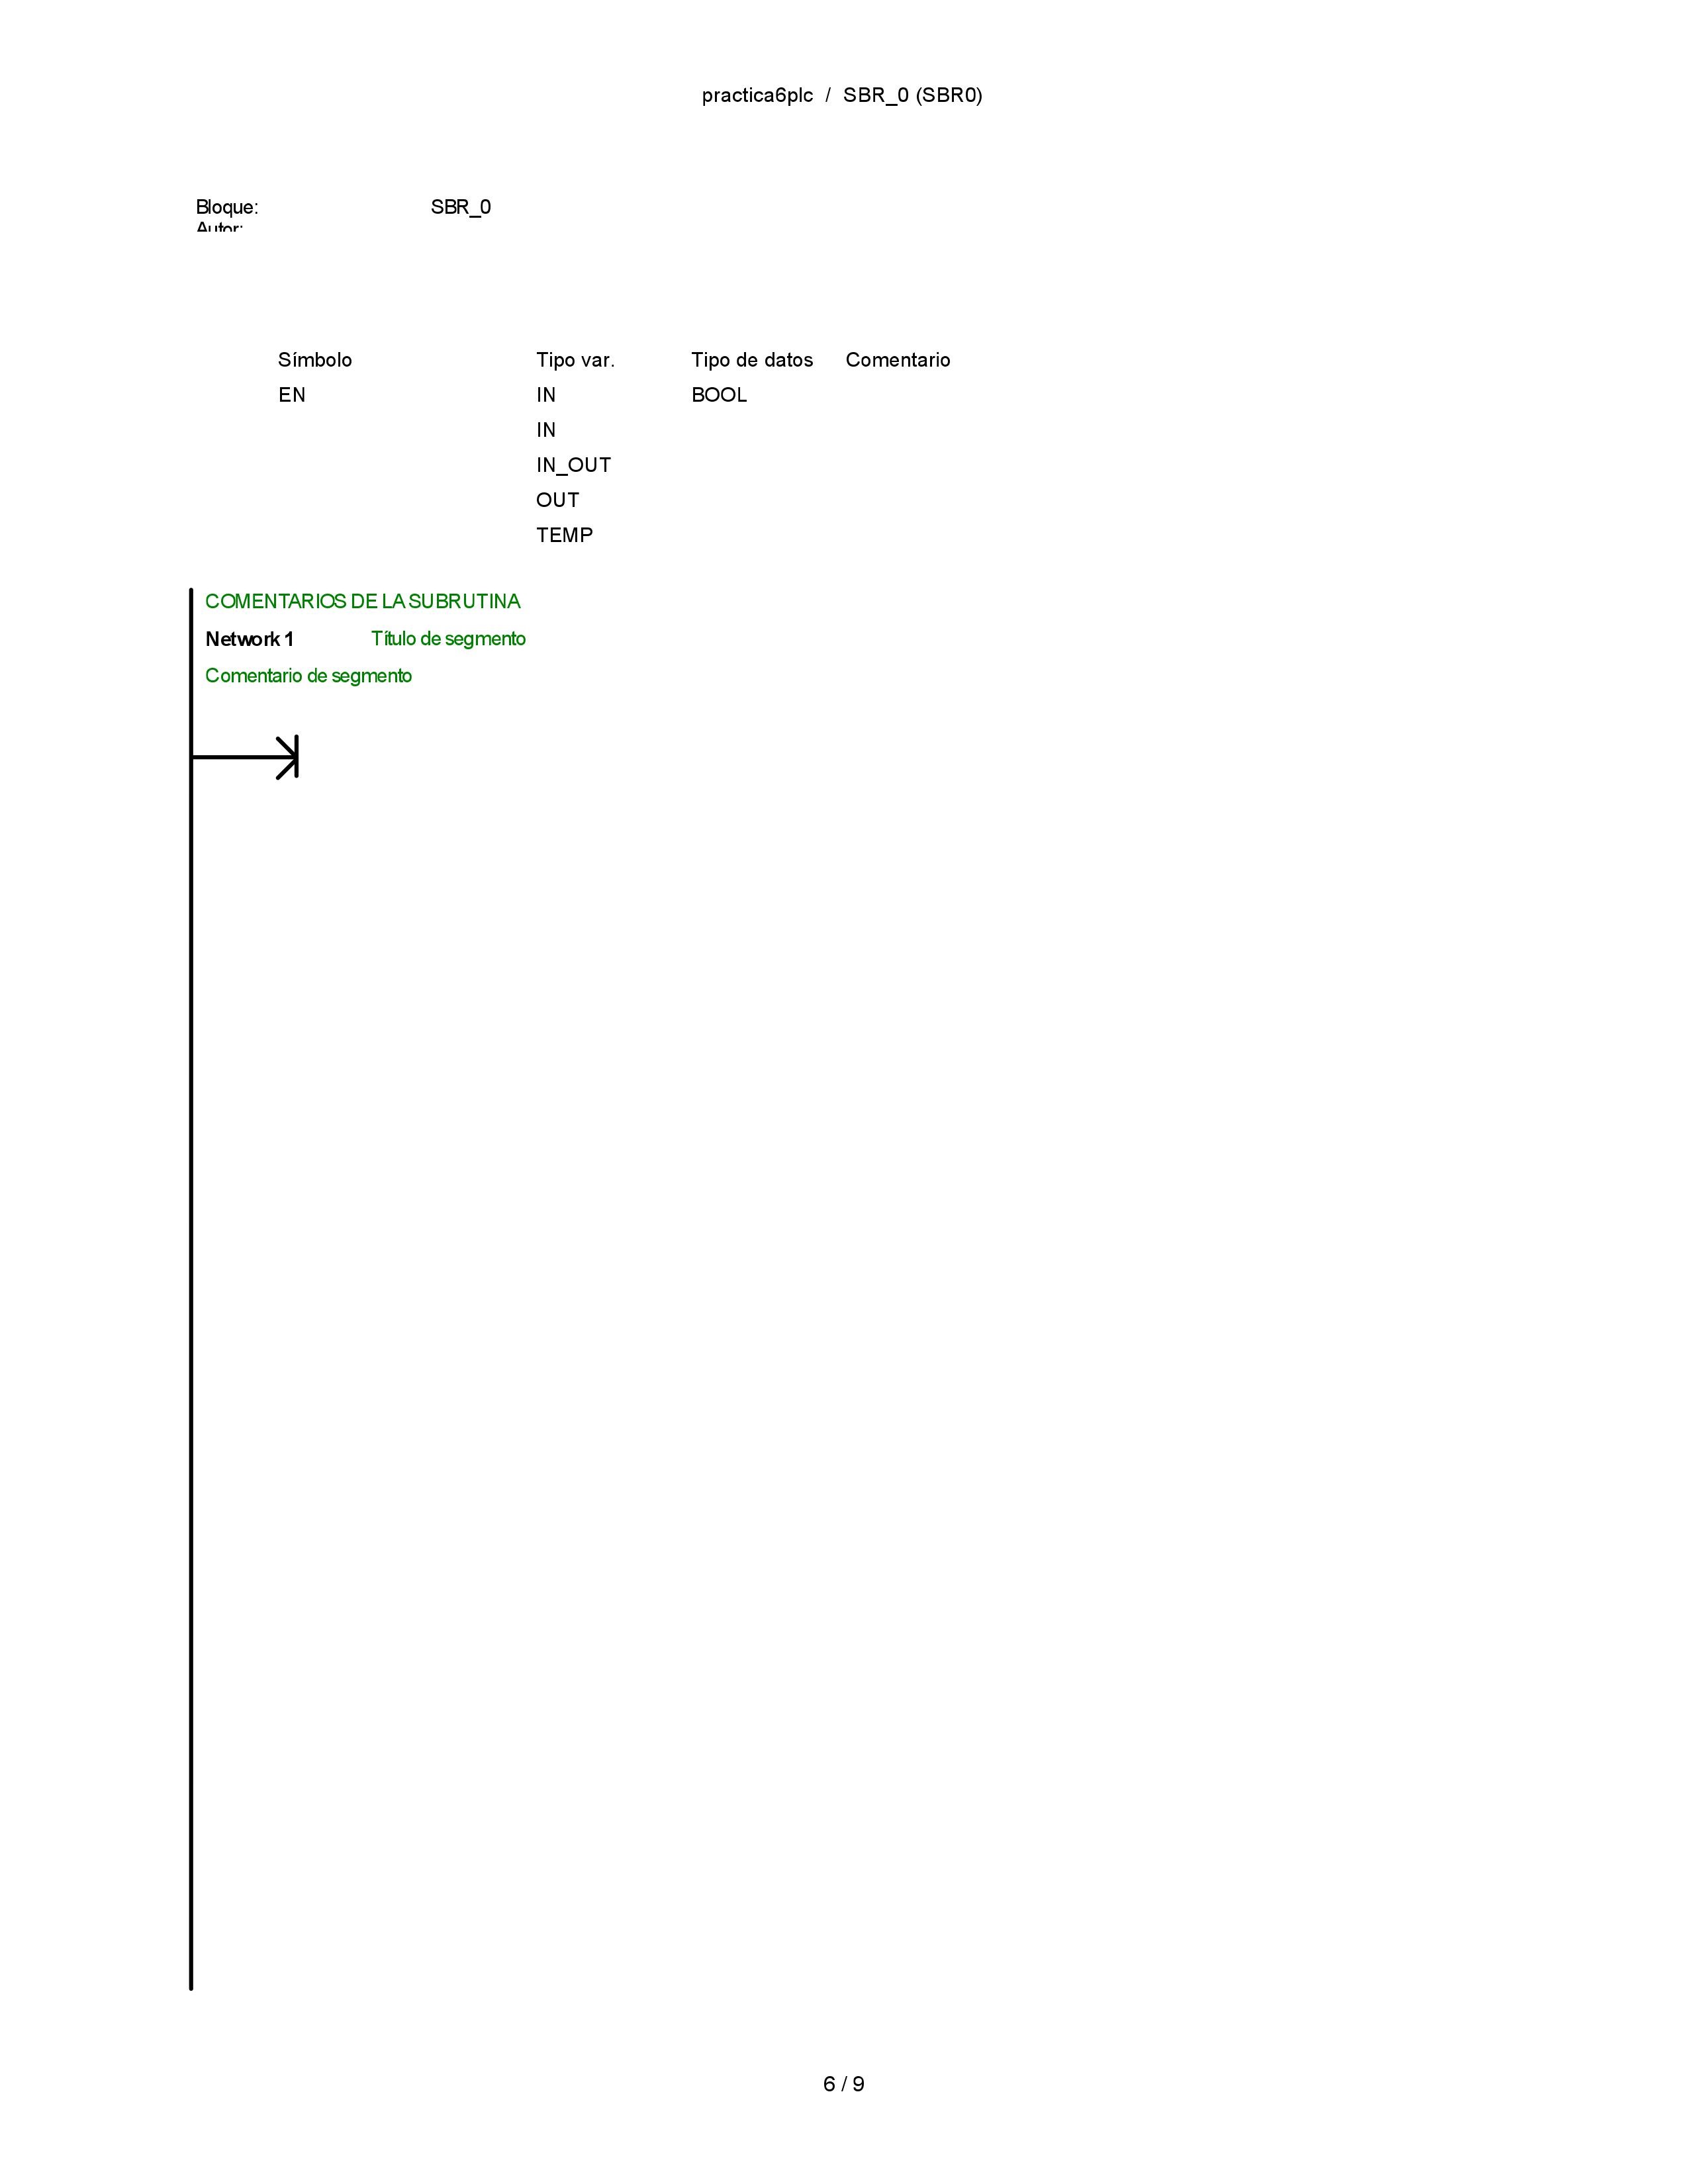 practica6plc / SBR_0 (SBR0)
Bloque: SBR_0
Autor:
Símbolo Tipo var. Tipo de datos Comentario
EN IN BOOL
IN
IN_OUT
OUT
TEMP
COMENTARIOS DE LA SUBRUTINA
Network 1 Título de segmento
Comentario de segmento
6 / 9